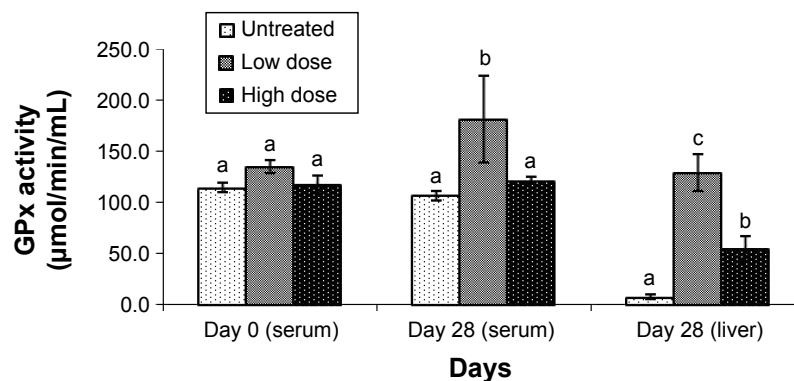 Untreated
Low dose
High dose
GPx activity
(µmol/min/mL)
250.0
200.0
150.0
100.0
50.0
0.0
a
a
a
a
b
a
a
c
b
Day 0 (serum)
Day 28 (serum)
Day 28 (liver)
Days